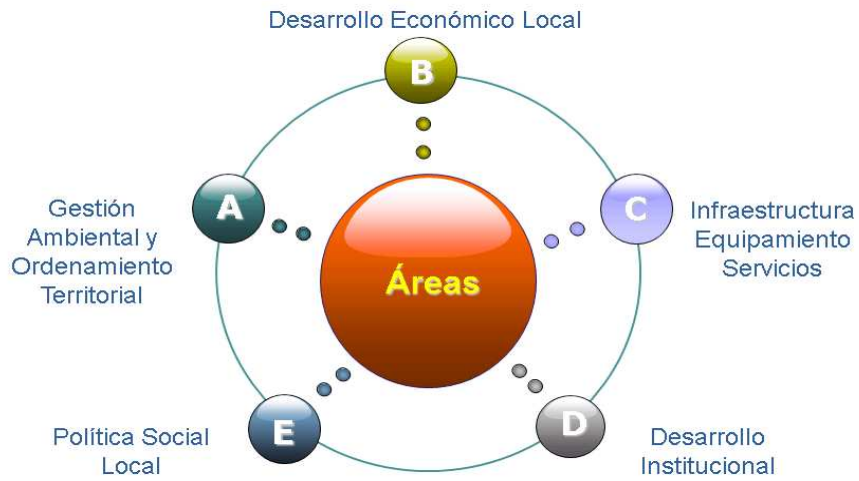 Desarrollo Económico Local
B
A
Gestión
Ambiental y
Ordenamiento
Territorial
C
Infraestructura
Equipamiento
Servicios
Áreas
E
Política Social
Local
D
Desarrollo
Institucional